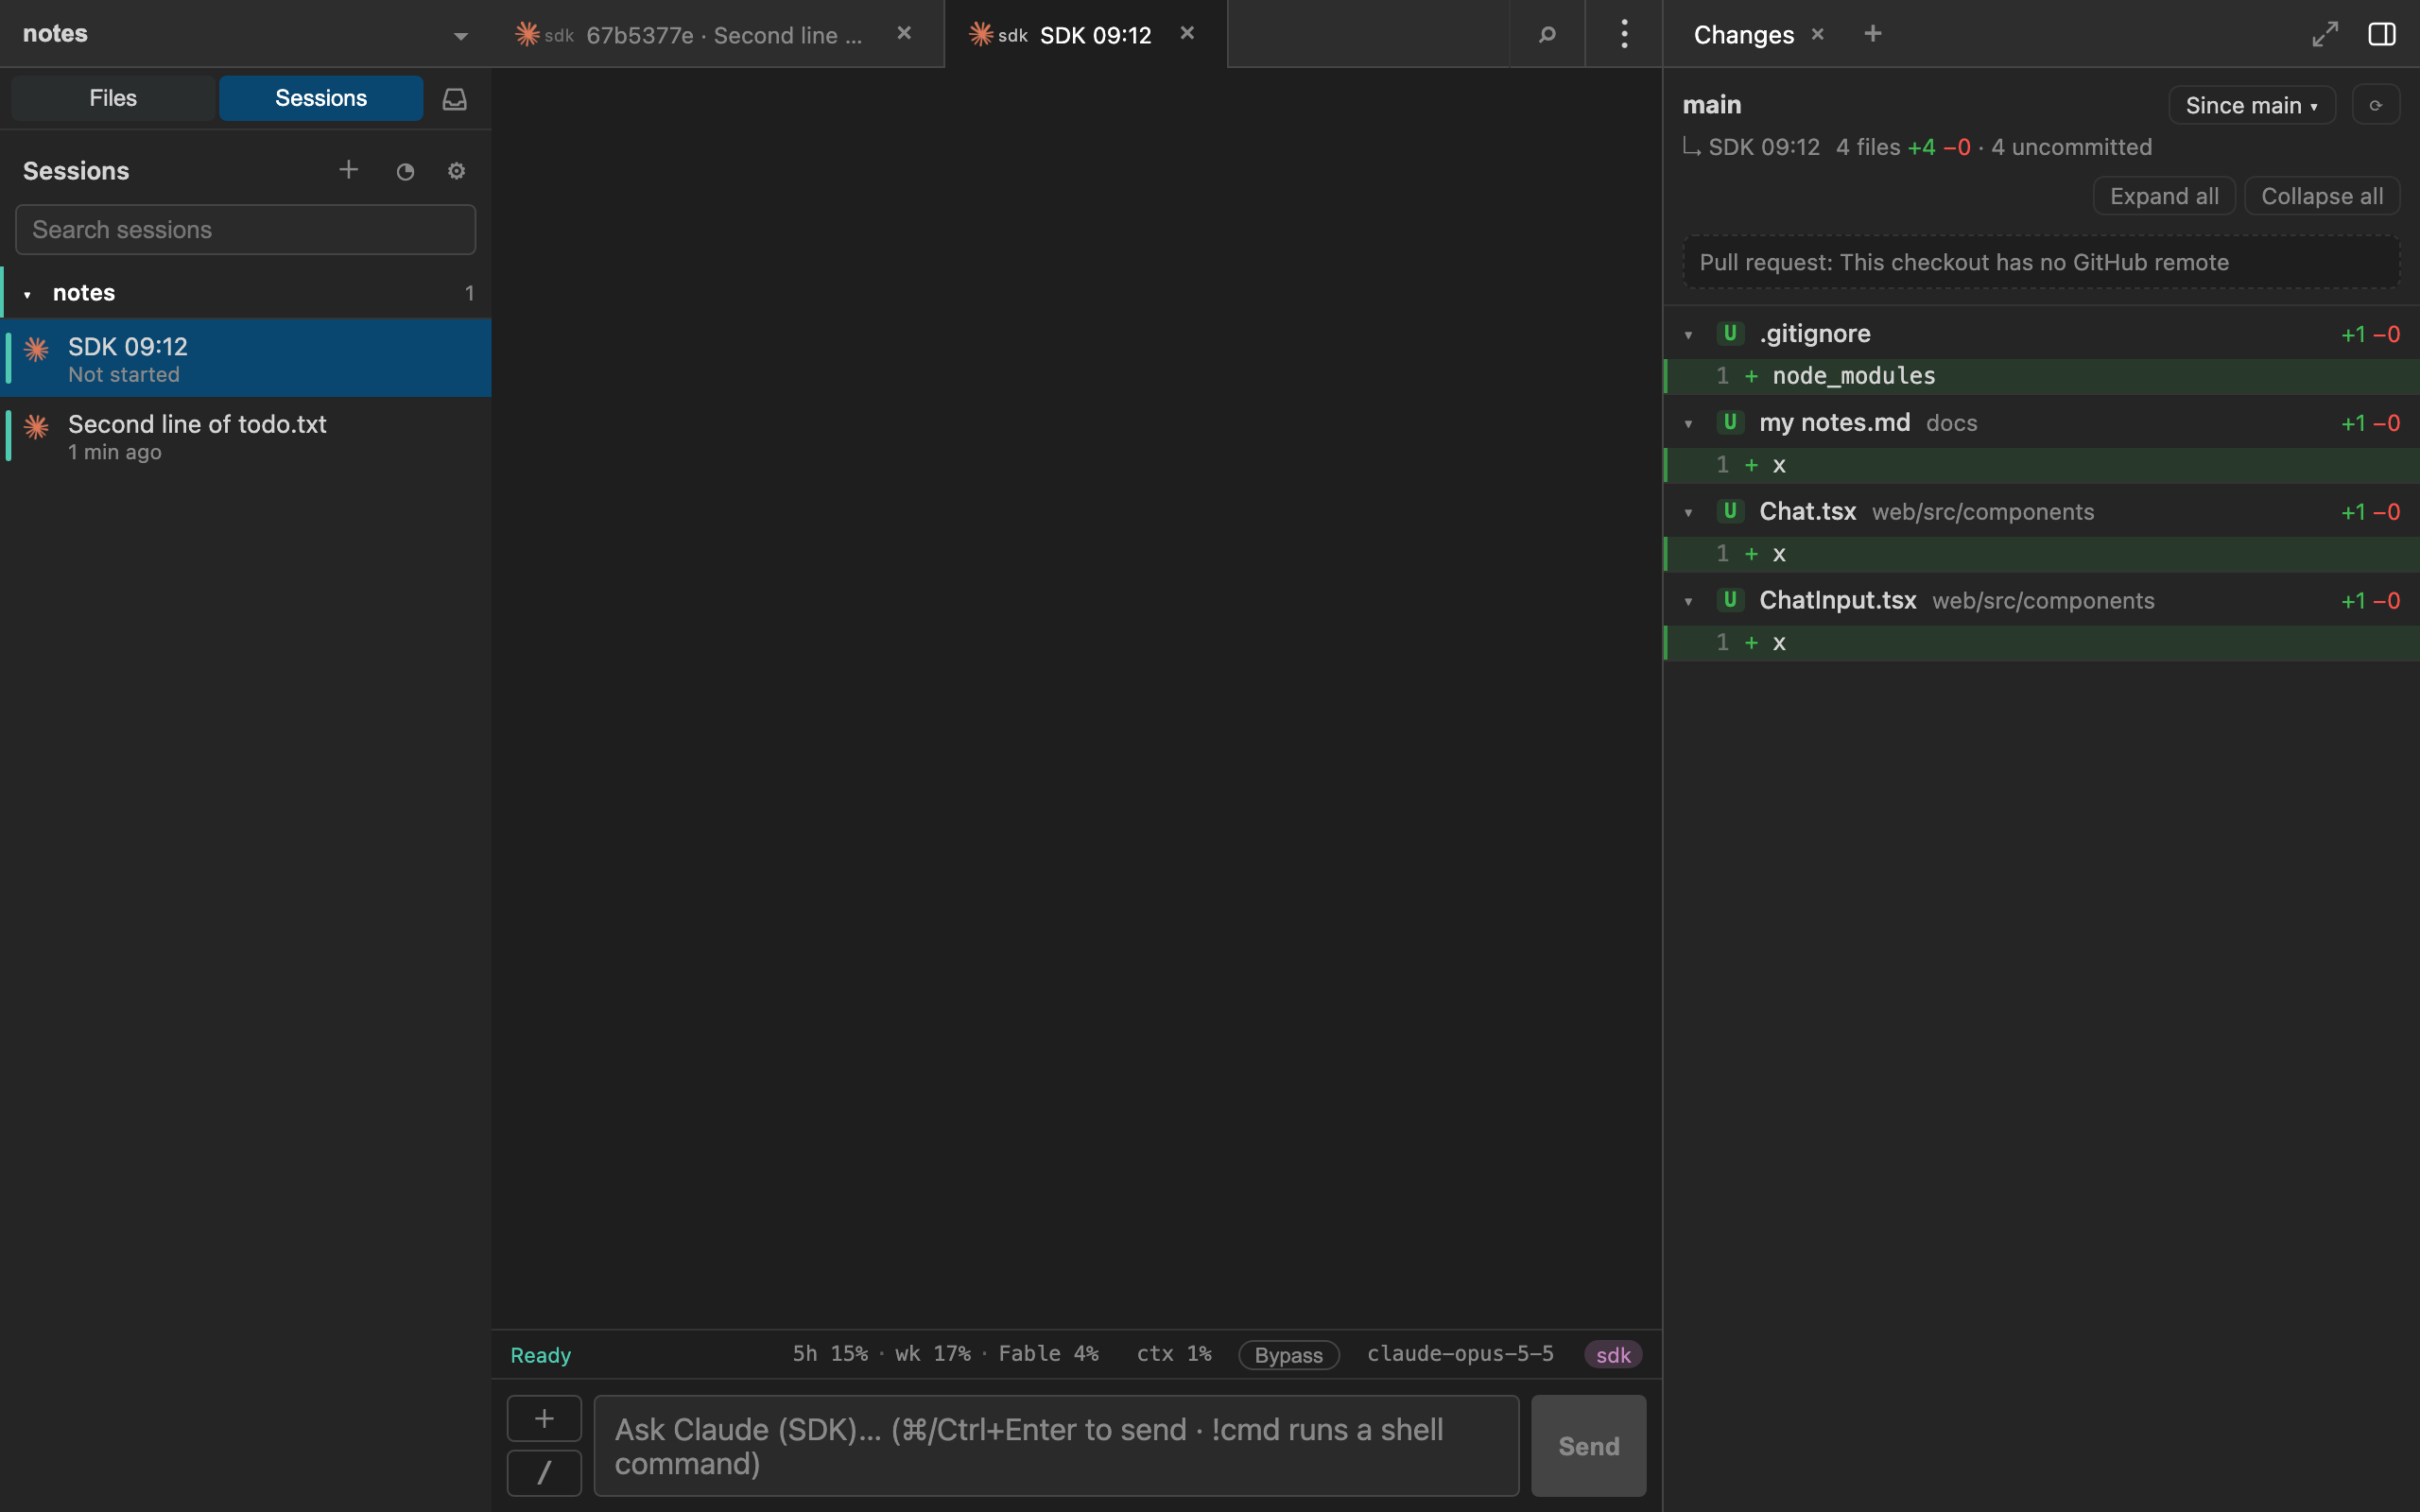 notes
Files
Sessions
Sessions
Search sessions
notes 1
SDK 09:12
Not started
Second line of todo.txt
1 min ago
sdk 67b5377e · Second line ...
sdk SDK 09:12
Ready
5h 15% · wk 17% · Fable 4% ctx 1% Bypass claude-opus-5-5 sdk
+
/
Ask Claude (SDK)... (⌘/Ctrl+Enter to send · !cmd runs a shell
command)
Send
Changes
main
Since main
SDK 09:12 4 files +4 −0 · 4 uncommitted
Expand all
Collapse all
Pull request: This checkout has no GitHub remote
U .gitignore +1 −0
1 + node_modules
U my notes.md docs +1 −0
1 + x
U Chat.tsx web/src/components +1 −0
1 + x
U ChatInput.tsx web/src/components +1 −0
1 + x